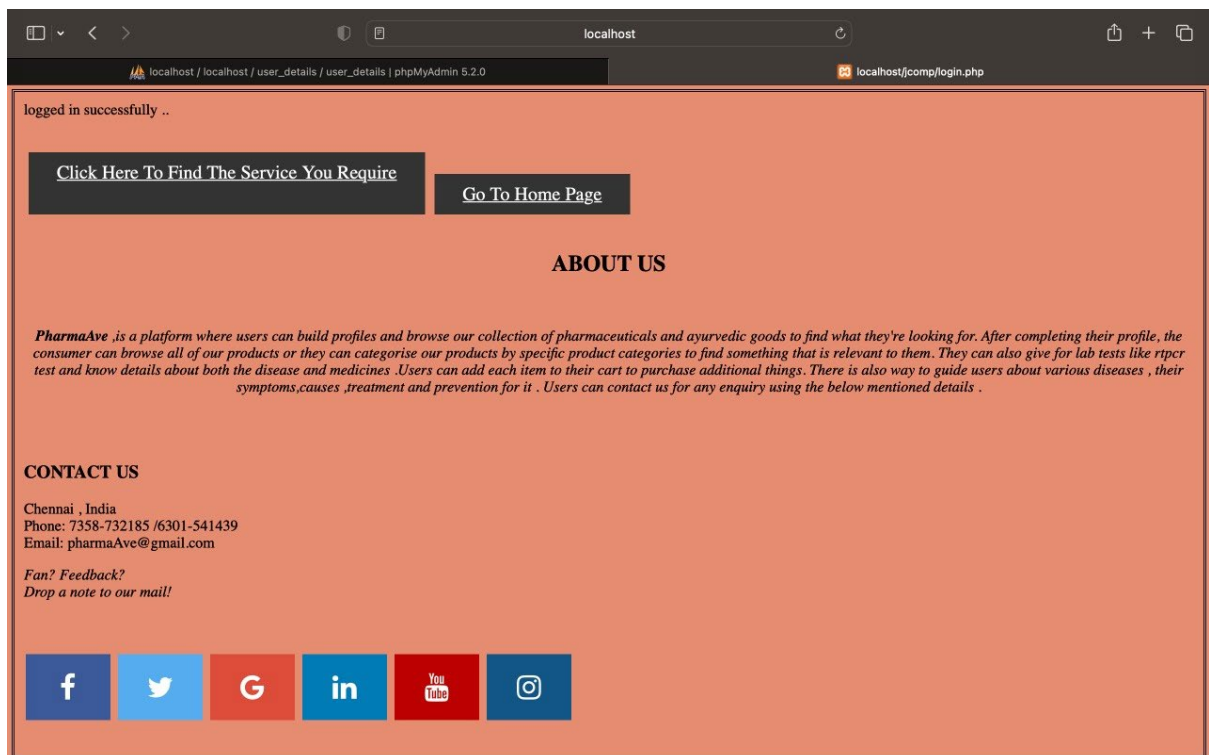 localhost
localhost / localhost / user_details / user_details | phpMyAdmin 5.2.0
localhost/jcomp/login.php
logged in successfully ..
Click Here To Find The Service You Require
Go To Home Page
ABOUT US
PharmaAve ,is a platform where users can build profiles and browse our collection of pharmaceuticals and ayurvedic goods to find what they're looking for. After completing their profile, the
consumer can browse all of our products or they can categorise our products by specific product categories to find something that is relevant to them. They can also give for lab tests like rtpcr
test and know details about both the disease and medicines .Users can add each item to their cart to purchase additional things. There is also way to guide users about various diseases , their
symptoms,causes ,treatment and prevention for it . Users can contact us for any enquiry using the below mentioned details .
CONTACT US
Chennai , India
Phone: 7358-732185 /6301-541439
Email: pharmaAve@gmail.com
Fan? Feedback?
Drop a note to our mail!
f
G
in
You
Tube